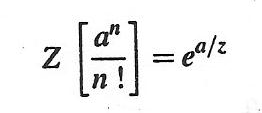 Z [aⁿ/n !] = e^{a/z}